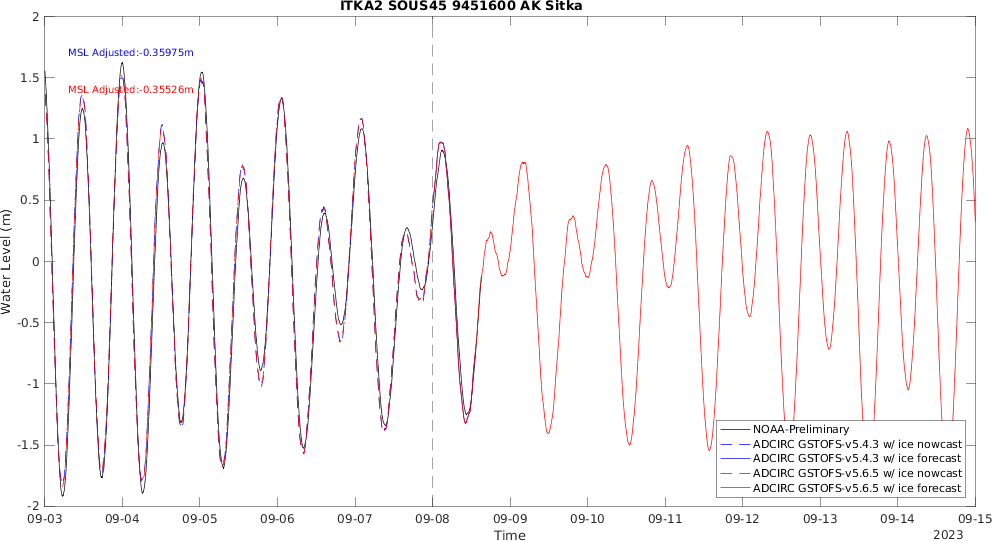 ITKA2 SOUS45 9451600 AK Sitka
MSL Adjusted:-0.35975m
MSL Adjusted:-0.35526m
Water Level (m)
2
1.5
1
0.5
0
-0.5
-1
-1.5
-2
NOAA-Preliminary
ADCIRC GSTOFS-v5.4.3 w/ ice nowcast
ADCIRC GSTOFS-v5.4.3 w/ ice forecast
ADCIRC GSTOFS-v5.6.5 w/ ice nowcast
ADCIRC GSTOFS-v5.6.5 w/ ice forecast
09-03 09-04 09-05 09-06 09-07 09-08 09-09 09-10 09-11 09-12 09-13 09-14 09-15
Time
2023